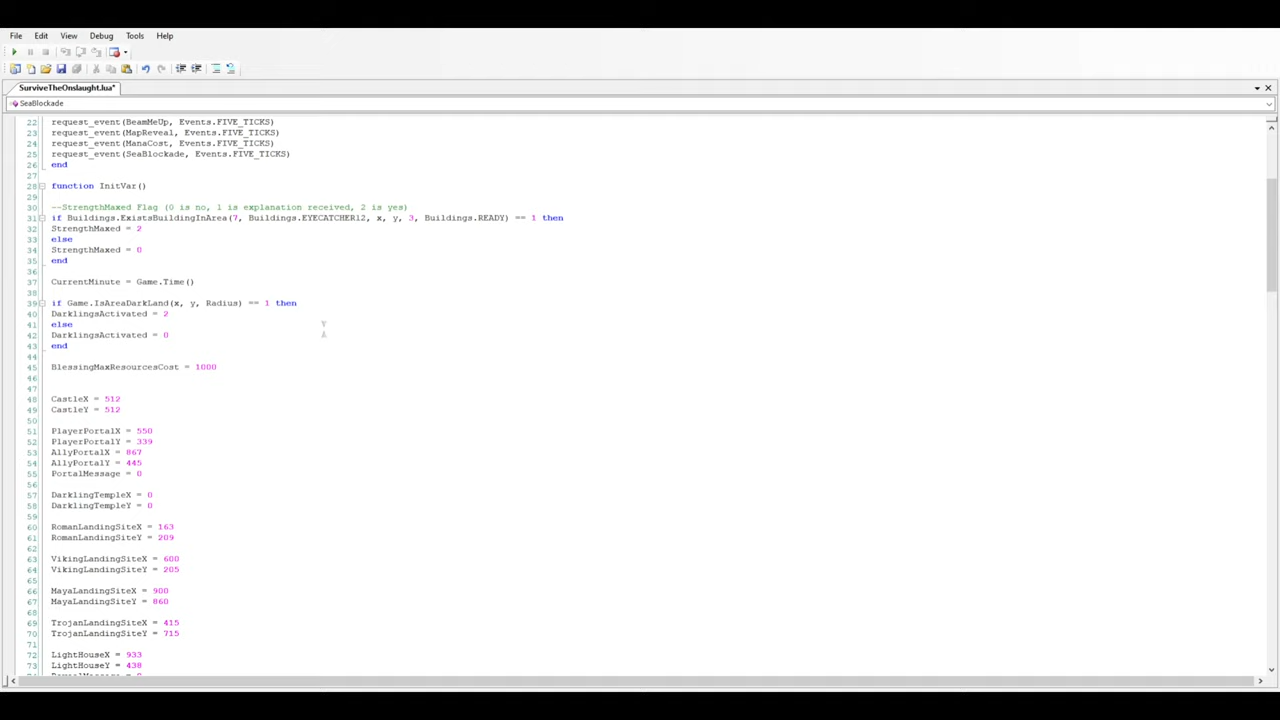 File Edit View Debug Tools Help
SurviveTheOnslaught.lua*
SeaBlockade
22 request_event(BeamMeUp, Events.FIVE_TICKS)
23 request_event(MapReveal, Events.FIVE_TICKS)
24 request_event(ManaCost, Events.FIVE_TICKS)
25 request_event(SeaBlockade, Events.FIVE_TICKS)
26 end
27
28 function InitVar()
29
30 --StrengthMaxed Flag (0 is no, 1 is explanation received, 2 is yes)
31 if Buildings.ExistsBuildingInArea(7, Buildings.EYECATCHER12, x, y, 3, Buildings.READY) == 1 then
32 StrengthMaxed = 2
33 else
34 StrengthMaxed = 0
35 end
36
37 CurrentMinute = Game.Time()
38
39 if Game.IsAreaDarkLand(x, y, Radius) == 1 then
40 DarklingsActivated = 2
41 else
42 DarklingsActivated = 0
43 end
44
45 BlessingMaxResourcesCost = 1000
46
47
48 CastleX = 512
49 CastleY = 512
50
51 PlayerPortalX = 550
52 PlayerPortalY = 339
53 AllyPortalX = 867
54 AllyPortalY = 445
55 PortalMessage = 0
56
57 DarklingTempleX = 0
58 DarklingTempleY = 0
59
60 RomanLandingSiteX = 163
61 RomanLandingSiteY = 209
62
63 VikingLandingSiteX = 600
64 VikingLandingSiteY = 205
65
66 MayaLandingSiteX = 900
67 MayaLandingSiteY = 860
68
69 TrojanLandingSiteX = 415
70 TrojanLandingSiteY = 715
71
72 LightHouseX = 933
73 LightHouseY = 438